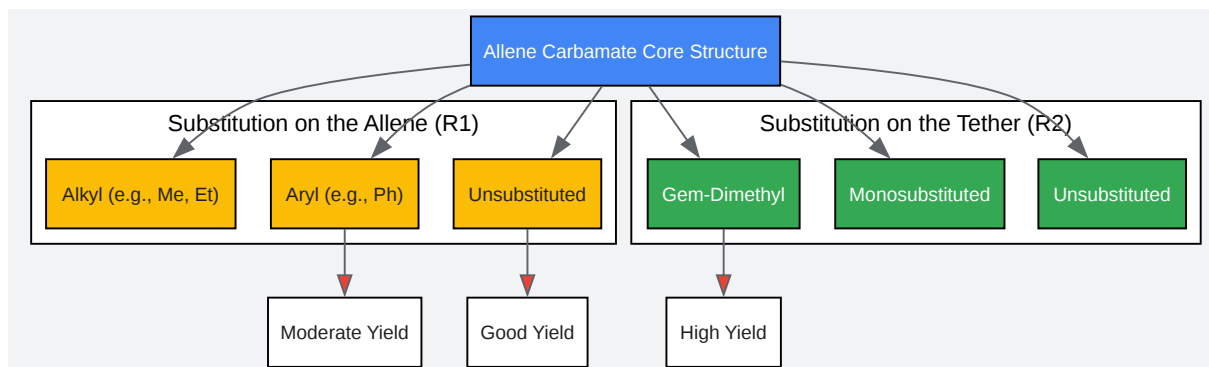 Allene Carbamate Core Structure
Substitution on the Allene (R1)
Substitution on the Tether (R2)
Alkyl (e.g., Me, Et)
Aryl (e.g., Ph)
Unsubstituted
Gem-Dimethyl
Monosubstituted
Unsubstituted
Moderate Yield
Good Yield
High Yield